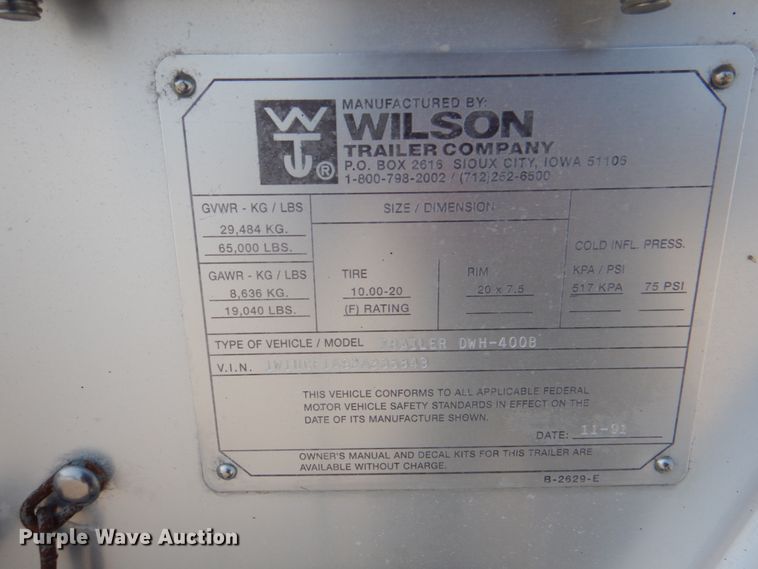 MANUFACTURED BY:
WILSON
TRAILER COMPANY
P.O. BOX 2616 SIOUX CITY, IOWA 51106
1-800-798-2002 / (712)252-6500
GVWR - KG / LBS
29,484 KG.
65,000 LBS.
GAWR - KG / LBS
8,636 KG.
19,040 LBS.
SIZE / DIMENSION
TIRE
10.00-20
(F) RATING
RIM
20 x 7.5
COLD INFL. PRESS.
KPA / PSI
517 KPA 75 PSI
TYPE OF VEHICLE / MODEL TRAILER DWH-400B
V.I.N.
THIS VEHICLE CONFORMS TO ALL APPLICABLE FEDERAL
MOTOR VEHICLE SAFETY STANDARDS IN EFFECT ON THE
DATE OF ITS MANUFACTURE SHOWN.
DATE: 11-91
OWNER'S MANUAL AND DECAL KITS FOR THIS TRAILER ARE
AVAILABLE WITHOUT CHARGE.
B-2629-E
Purple Wave Auction